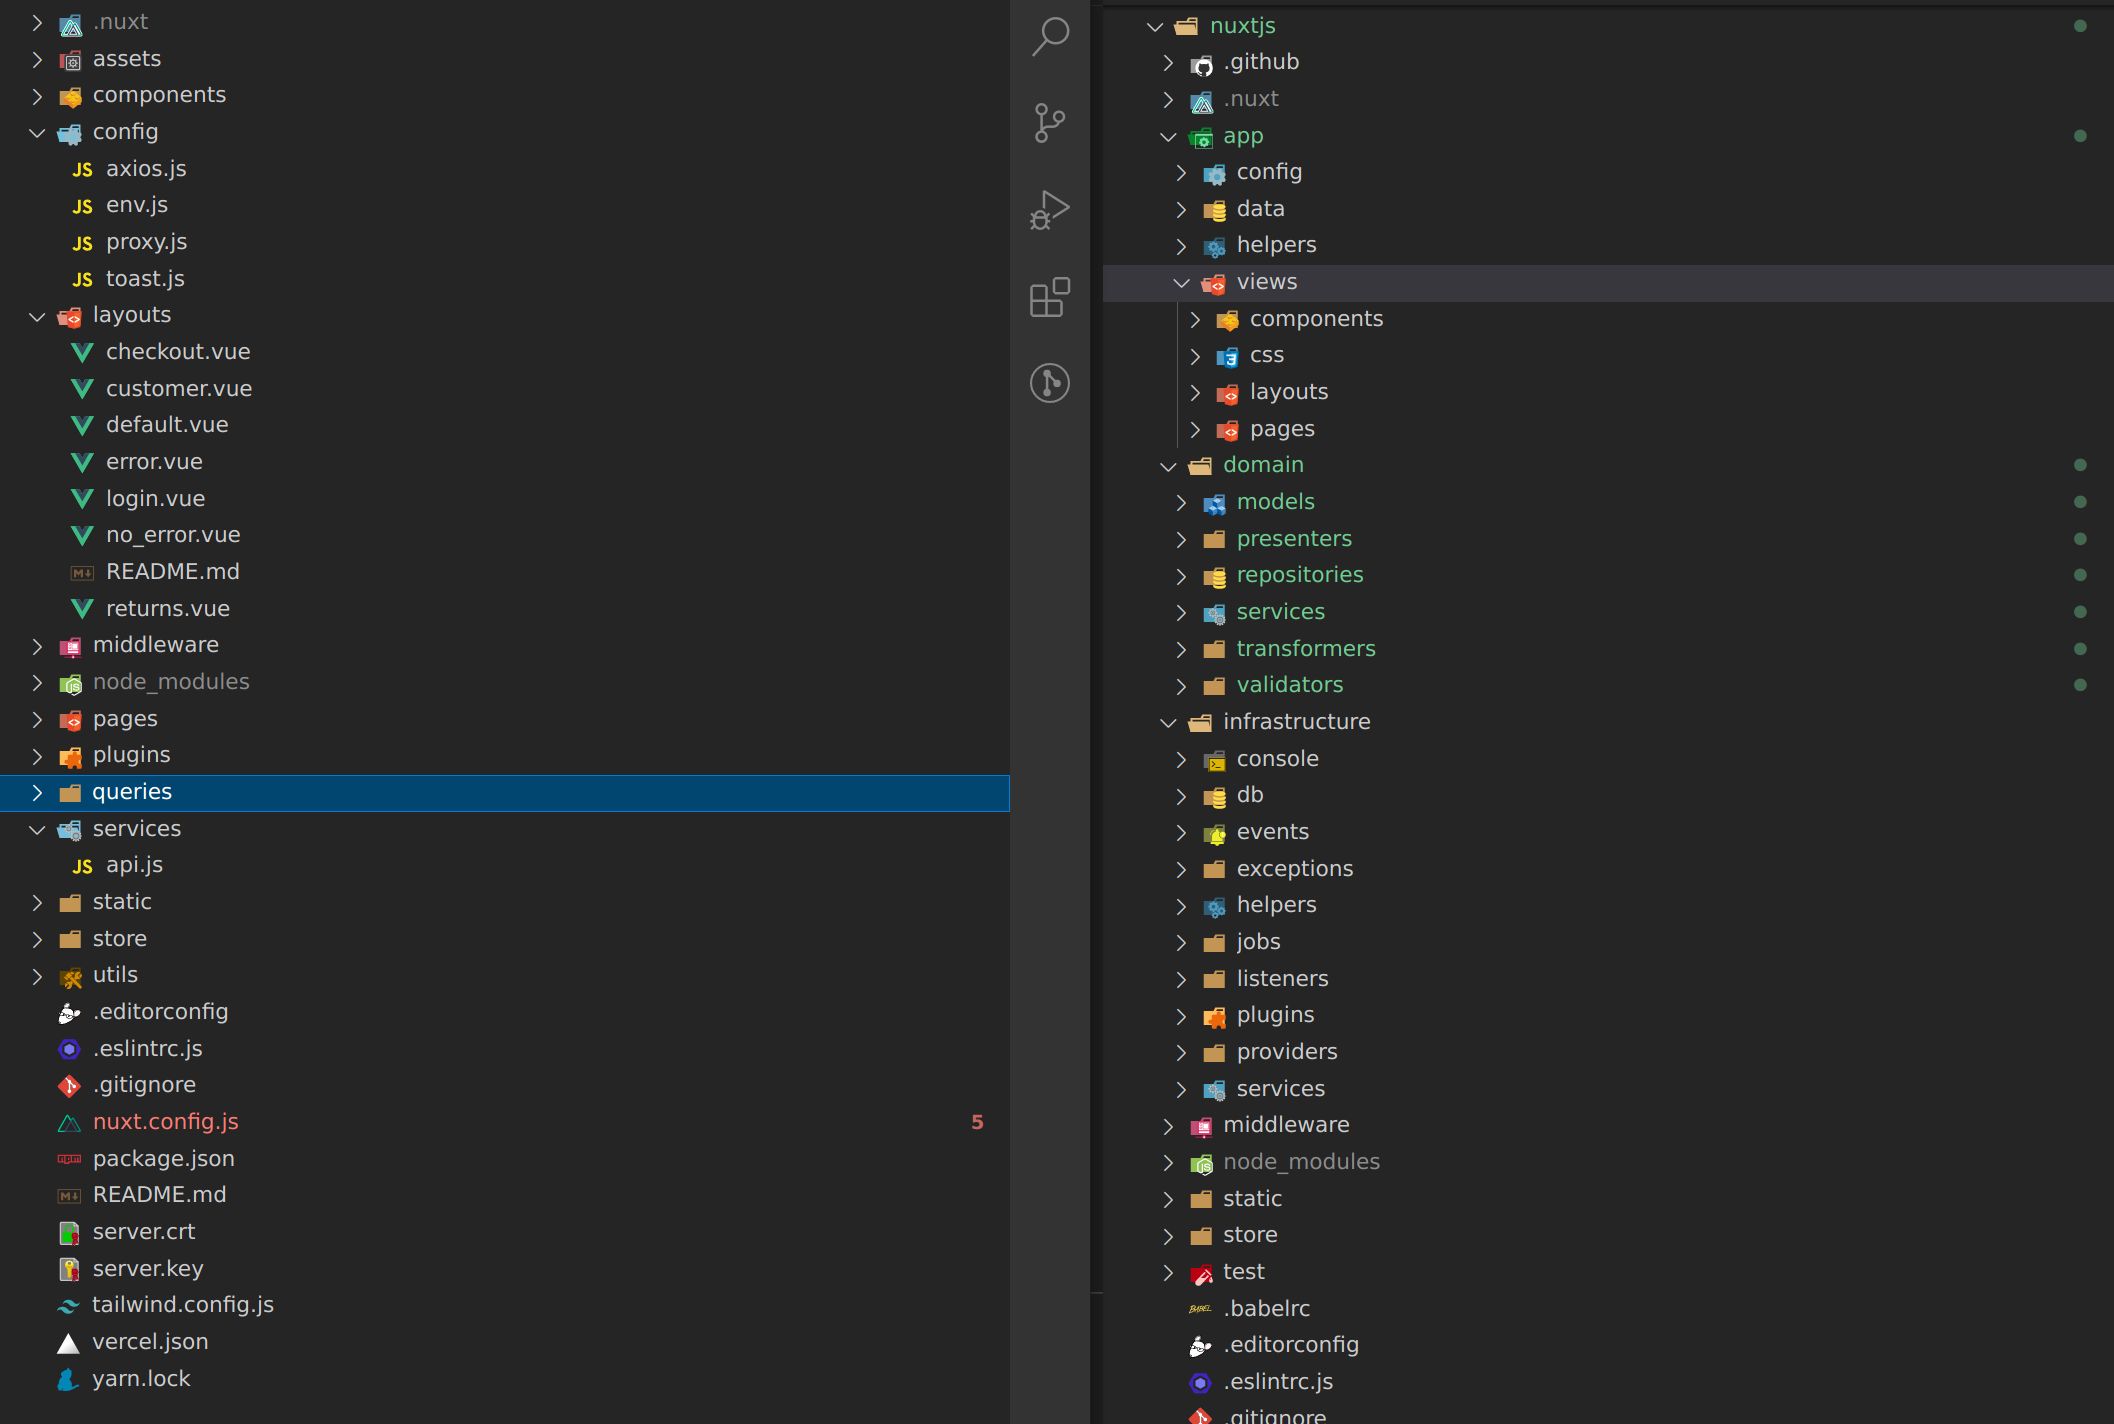 .nuxt
assets
components
config
JS axios.js
JS env.js
JS proxy.js
JS toast.js
layouts
checkout.vue
customer.vue
default.vue
error.vue
login.vue
no_error.vue
README.md
returns.vue
middleware
node_modules
pages
plugins
queries
services
JS api.js
static
store
utils
.editorconfig
.eslintrc.js
.gitignore
nuxt.config.js 5
package.json
README.md
server.crt
server.key
tailwind.config.js
vercel.json
yarn.lock
nuxtjs
.github
.nuxt
app
config
data
helpers
views
components
css
layouts
pages
domain
models
presenters
repositories
services
transformers
validators
infrastructure
console
db
events
exceptions
helpers
jobs
listeners
plugins
providers
services
middleware
node_modules
static
store
test
BABEL .babelrc
.editorconfig
.eslintrc.js
.gitignore